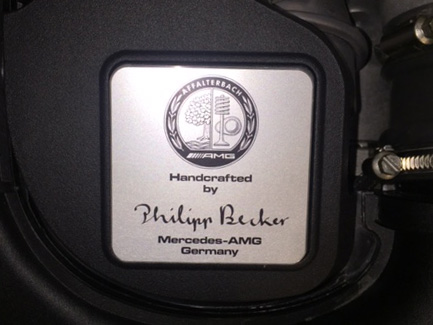 AFFALTERBACH
AMG
Handcrafted
by
Philipp Becker
Mercedes-AMG
Germany